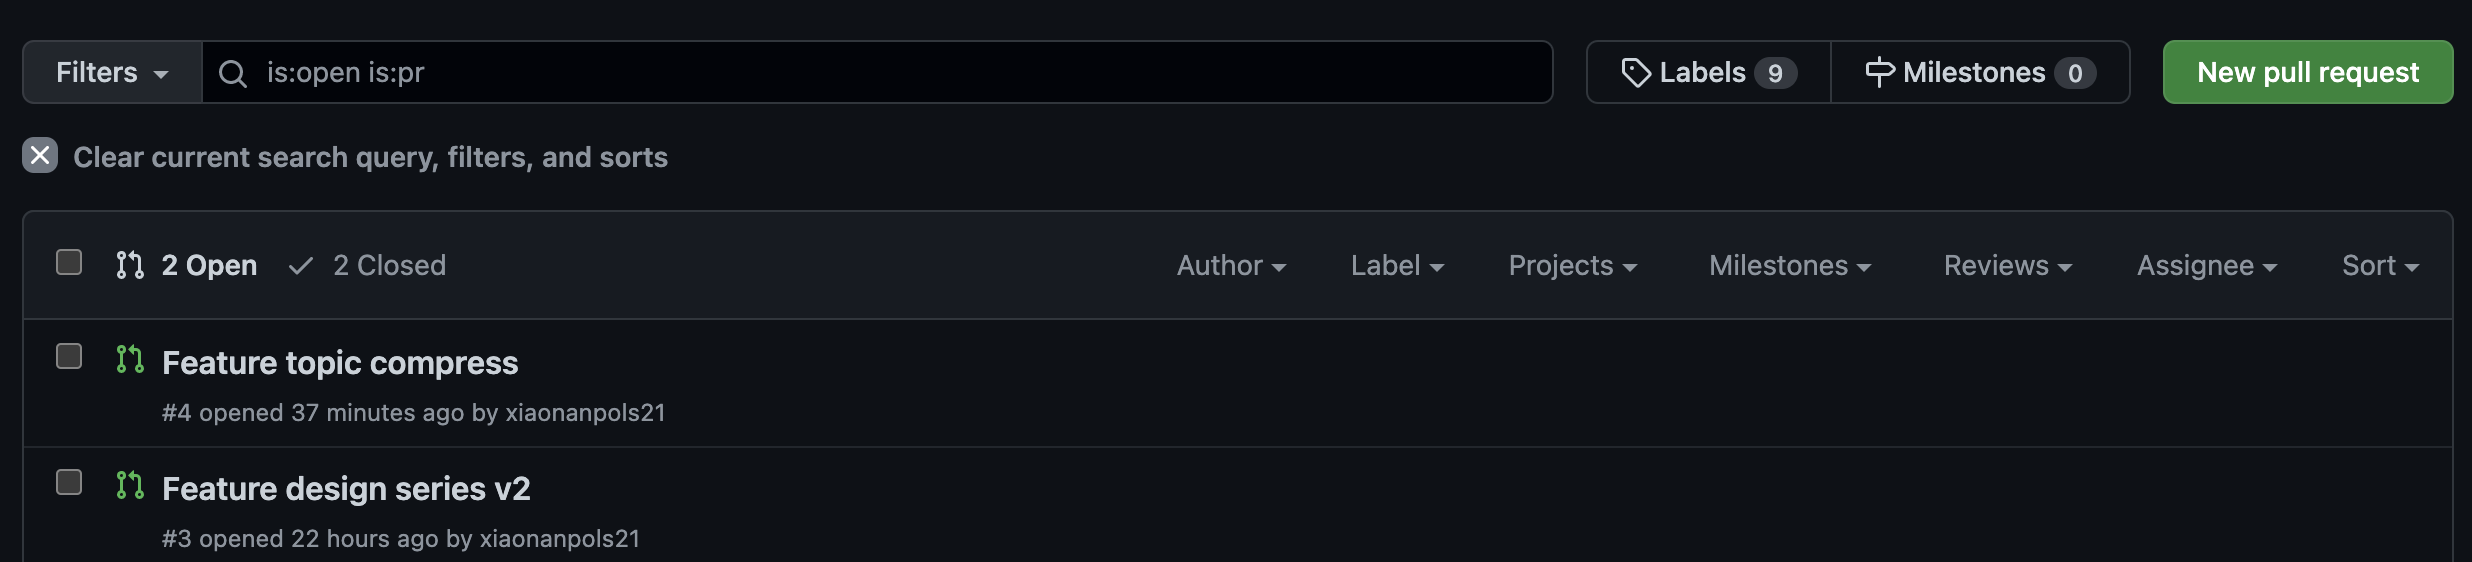 Filters is:open is:pr Labels 9 Milestones 0 New pull request
Clear current search query, filters, and sorts
2 Open 2 Closed Author Label Projects Milestones Reviews Assignee Sort
Feature topic compress
#4 opened 37 minutes ago by xiaonanpols21
Feature design series v2
#3 opened 22 hours ago by xiaonanpols21